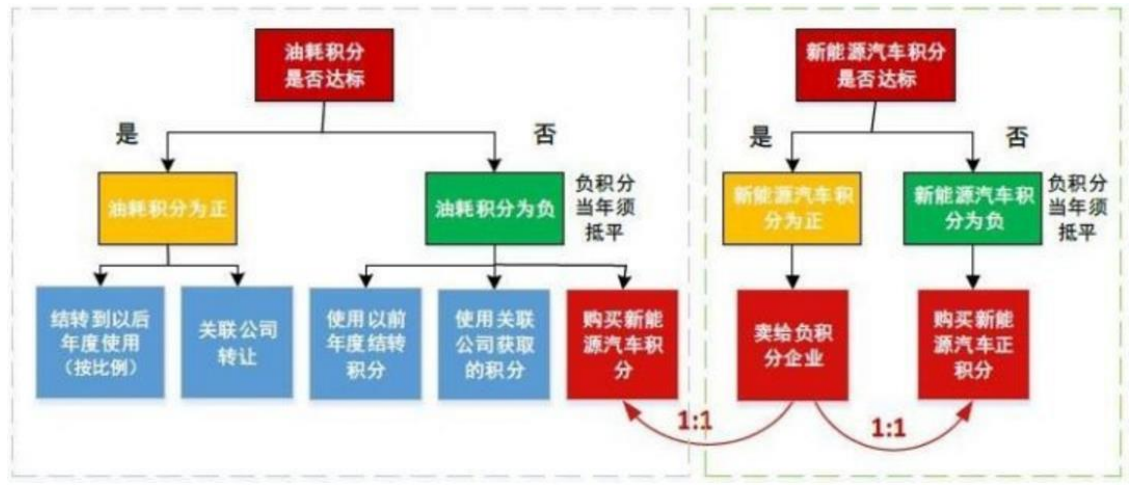 油耗积分
是否达标
新能源汽车积分
是否达标
是
否
是
否
油耗积分为正
油耗积分为负
负积分
当年须
抵平
新能源汽车积
分为正
新能源汽车积
分为负
负积分
当年须
抵平
结转到以后
年度使用
（按比例）
关联公司
转让
使用以前
年度结转
积分
使用关联
公司获取
的积分
购买新能
源汽车积
分
卖给负积
分企业
购买新能
源汽车正
积分
1:1
1:1